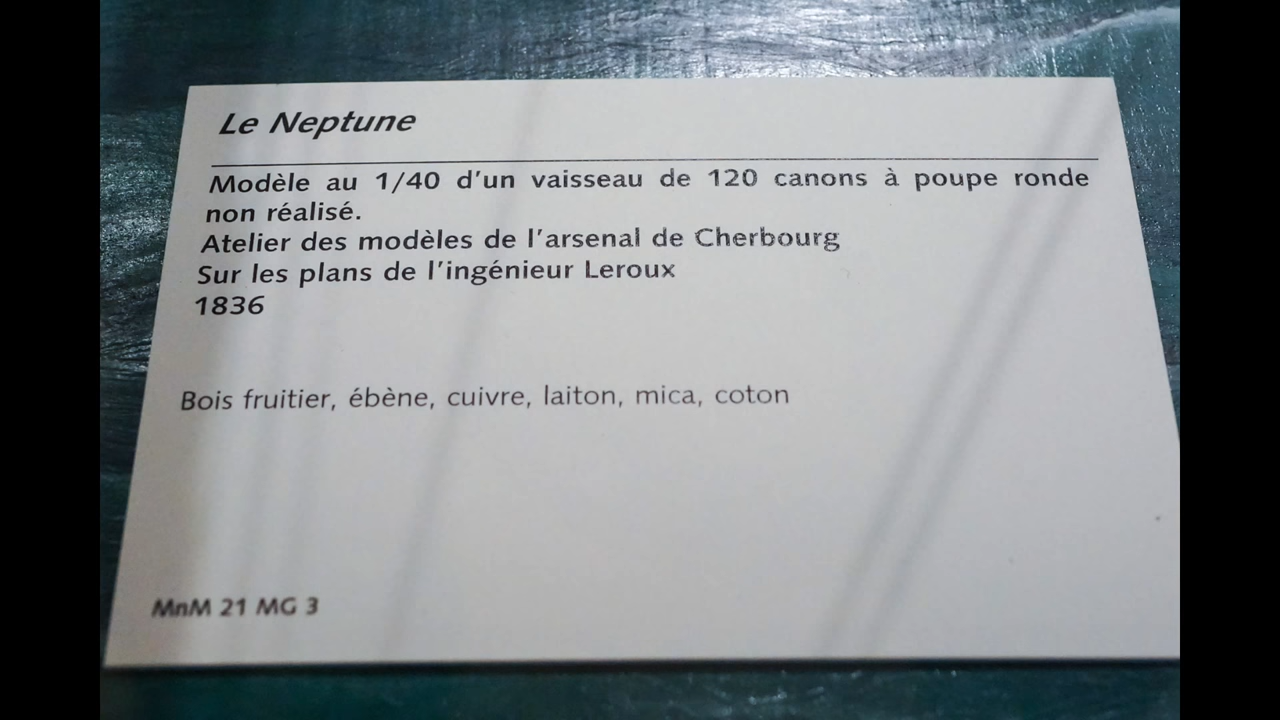 Le Neptune
Modèle au 1/40 d'un vaisseau de 120 canons à poupe ronde
non réalisé.
Atelier des modèles de l'arsenal de Cherbourg
Sur les plans de l'ingénieur Leroux
1836
Bois fruitier, ébène, cuivre, laiton, mica, coton
MnM 21 MG 3